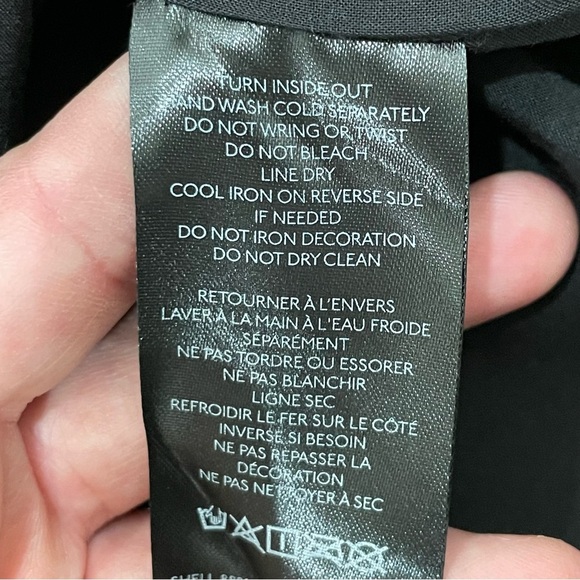 TURN INSIDE OUT
AND WASH COLD SEPARATELY
DO NOT WRING OR TWIST
DO NOT BLEACH
LINE DRY
COOL IRON ON REVERSE SIDE
IF NEEDED
DO NOT IRON DECORATION
DO NOT DRY CLEAN
RETOURNER À L'ENVERS
LAVER À LA MAIN À L'EAU FROIDE
SÉPARÉMENT
NE PAS TORDRE OU ESSORER
NE PAS BLANCHIR
LIGNE SEC
REFROIDIR LE FER SUR LE CÔTÉ
INVERSE SI BESOIN
NE PAS REPASSER LA
DÉCORATION
NE PAS NETTOYER À SEC
SHELL